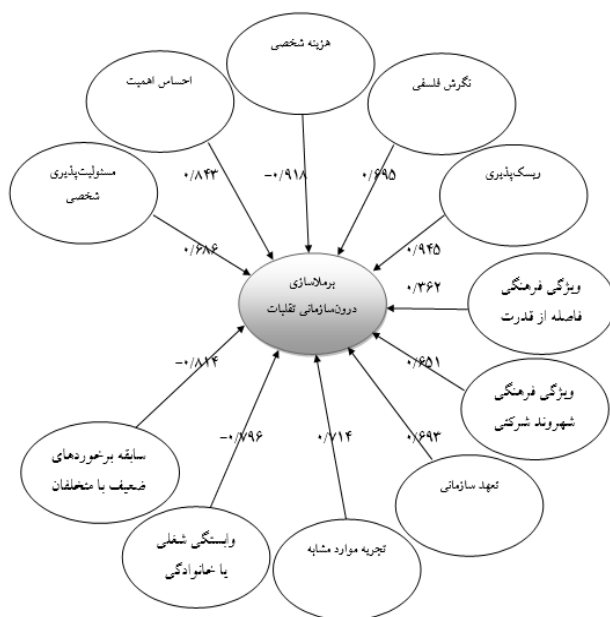 هزینه شخصی
نگرش فلسفی
احساس اهمیت
ریسک‌پذیری
مسئولیت‌پذیری
شخصی
۰/۸۴۳
-۰/۹۱۸
۰/۶۹۵
۰/۶۸۶
۰/۹۴۵
برملاسازی
درون‌سازمانی تقلبات
۰/۳۶۲
ویژگی فرهنگی
فاصله از قدرت
۰/۶۵۱
ویژگی فرهنگی
شهروند شرکتی
-۰/۸۱۴
-۰/۷۹۶
۰/۷۱۴
۰/۶۹۳
سابقه برخوردهای
ضعیف با متخلفان
تعهد سازمانی
وابستگی شغلی
یا خانوادگی
تجربه موارد مشابه